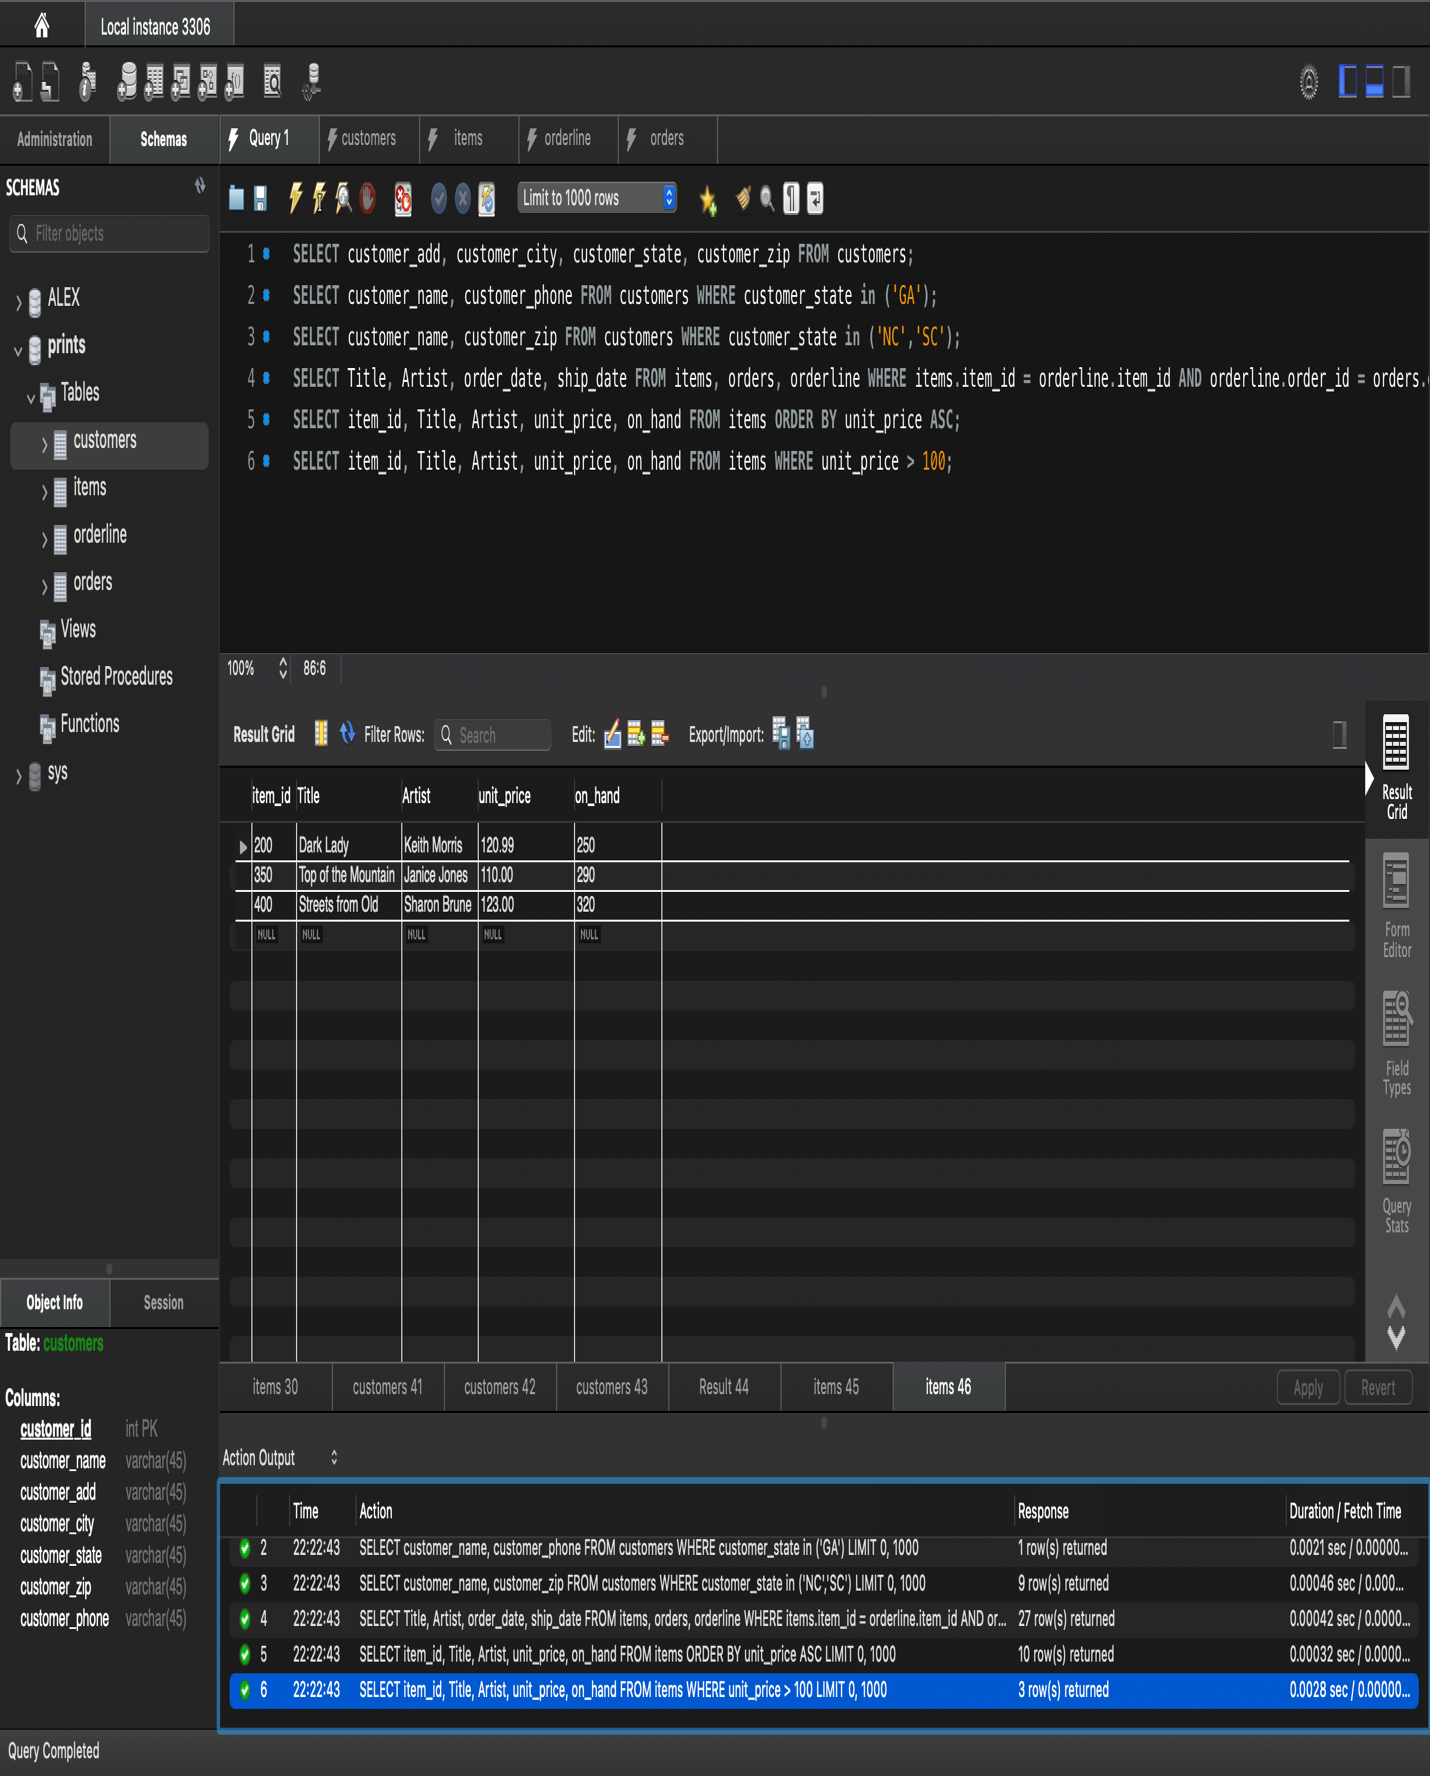 Local instance 3306
Administration Schemas Query 1 customers items orderline orders
SCHEMAS
Limit to 1000 rows
Filter objects
ALEX
prints
Tables
customers
items
orderline
orders
Views
Stored Procedures
Functions
sys
1 SELECT customer_add, customer_city, customer_state, customer_zip FROM customers;
2 SELECT customer_name, customer_phone FROM customers WHERE customer_state in ('GA');
3 SELECT customer_name, customer_zip FROM customers WHERE customer_state in ('NC','SC');
4 SELECT Title, Artist, order_date, ship_date FROM items, orders, orderline WHERE items.item_id = orderline.item_id AND orderline.order_id = orders.
5 SELECT item_id, Title, Artist, unit_price, on_hand FROM items ORDER BY unit_price ASC;
6 SELECT item_id, Title, Artist, unit_price, on_hand FROM items WHERE unit_price > 100;
100% 86:6
Result Grid Filter Rows: Search Edit: Export/Import:
item_id Title Artist unit_price on_hand
200 Dark Lady Keith Morris 120.99 250
350 Top of the Mountain Janice Jones 110.00 290
400 Streets from Old Sharon Brune 123.00 320
NULL NULL NULL NULL NULL
Result
Grid
Form
Editor
Field
Types
Query
Stats
Object Info Session
Table: customers
Columns:
customer_id int PK
customer_name varchar(45)
customer_add varchar(45)
customer_city varchar(45)
customer_state varchar(45)
customer_zip varchar(45)
customer_phone varchar(45)
items 30 customers 41 customers 42 customers 43 Result 44 items 45 items 46 Apply Revert
Action Output
Time Action Response Duration / Fetch Time
2 22:22:43 SELECT customer_name, customer_phone FROM customers WHERE customer_state in ('GA') LIMIT 0, 1000 1 row(s) returned 0.0021 sec / 0.00000...
3 22:22:43 SELECT customer_name, customer_zip FROM customers WHERE customer_state in ('NC','SC') LIMIT 0, 1000 9 row(s) returned 0.00046 sec / 0.000...
4 22:22:43 SELECT Title, Artist, order_date, ship_date FROM items, orders, orderline WHERE items.item_id = orderline.item_id AND or... 27 row(s) returned 0.00042 sec / 0.000...
5 22:22:43 SELECT item_id, Title, Artist, unit_price, on_hand FROM items ORDER BY unit_price ASC LIMIT 0, 1000 10 row(s) returned 0.00032 sec / 0.000...
6 22:22:43 SELECT item_id, Title, Artist, unit_price, on_hand FROM items WHERE unit_price > 100 LIMIT 0, 1000 3 row(s) returned 0.0028 sec / 0.00000...
Query Completed